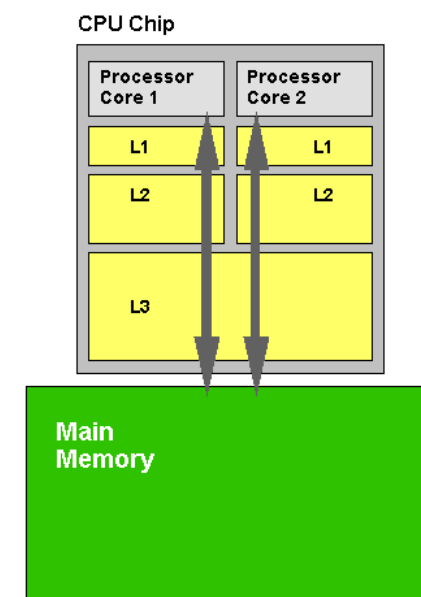 CPU Chip
Processor
Core 1
Processor
Core 2
L1
L1
L2
L2
L3
Main
Memory